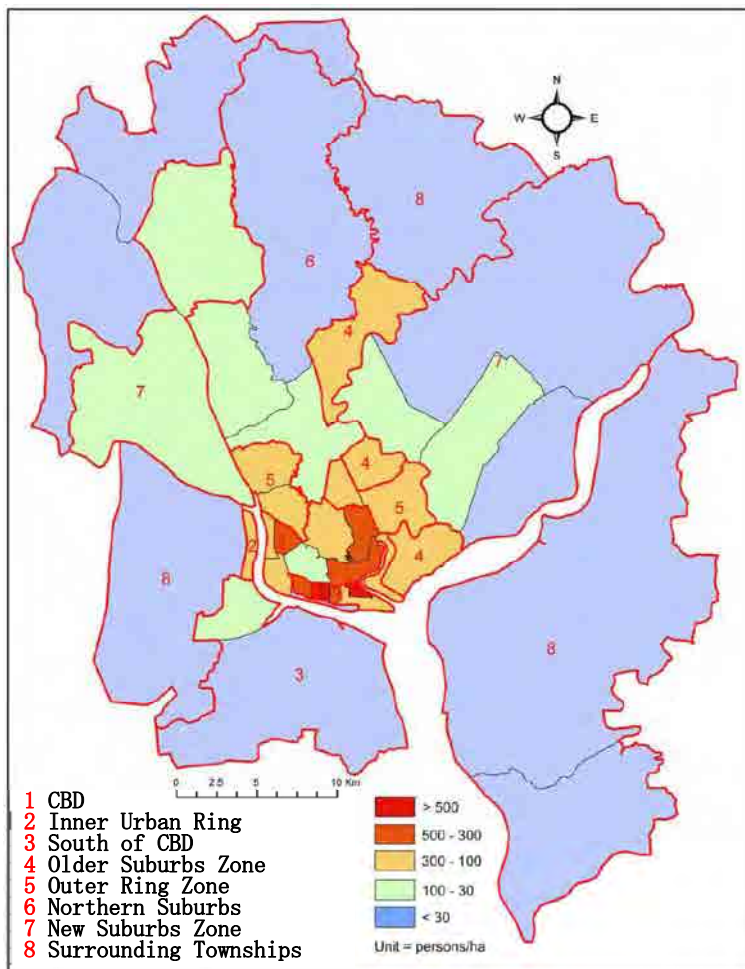 N
W E
S
8
6
4
7
7
4
5
5
2
4
8
8
3
0 2.5 5 10 Km
1 CBD
2 Inner Urban Ring
3 South of CBD
4 Older Suburbs Zone
5 Outer Ring Zone
6 Northern Suburbs
7 New Suburbs Zone
8 Surrounding Townships
> 500
500 - 300
300 - 100
100 - 30
< 30
Unit = persons/ha